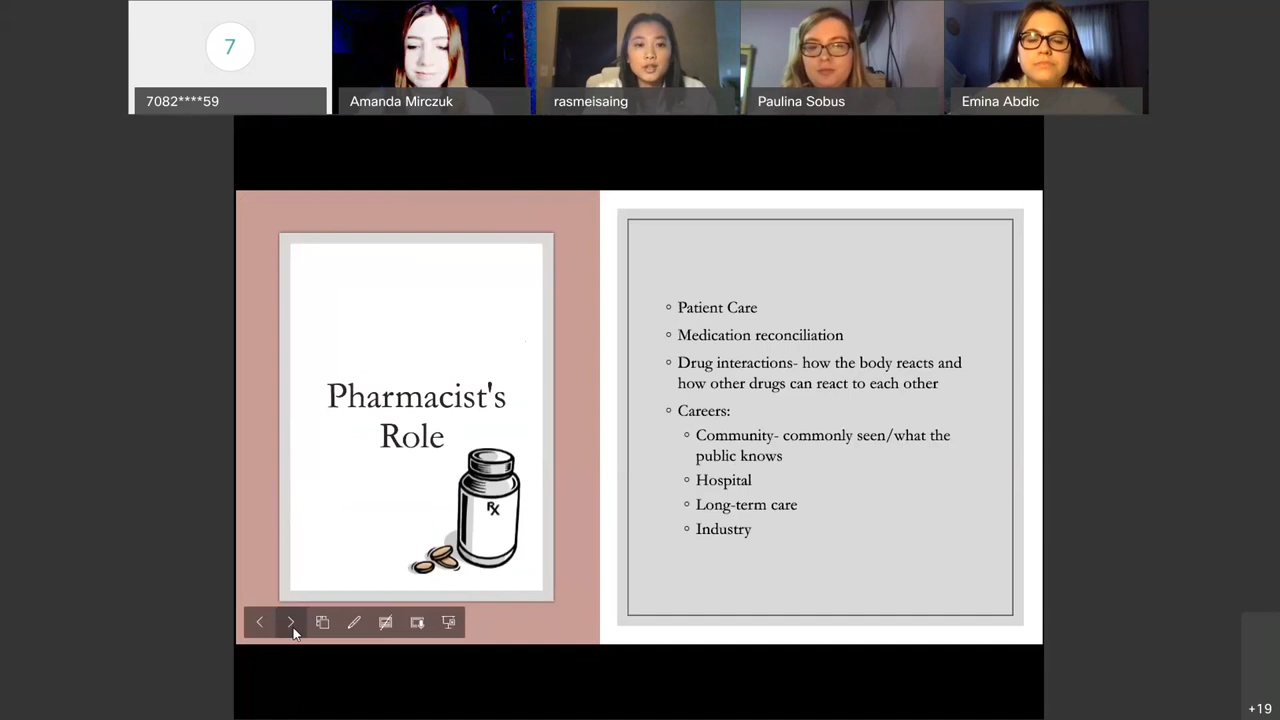 7
7082****59
Amanda Mirczuk
rasmeisaing
Paulina Sobus
Emina Abdic
Pharmacist's
Role
Rx
◦ Patient Care
◦ Medication reconciliation
◦ Drug interactions- how the body reacts and
how other drugs can react to each other
◦ Careers:
◦ Community- commonly seen/what the
public knows
◦ Hospital
◦ Long-term care
◦ Industry
+19